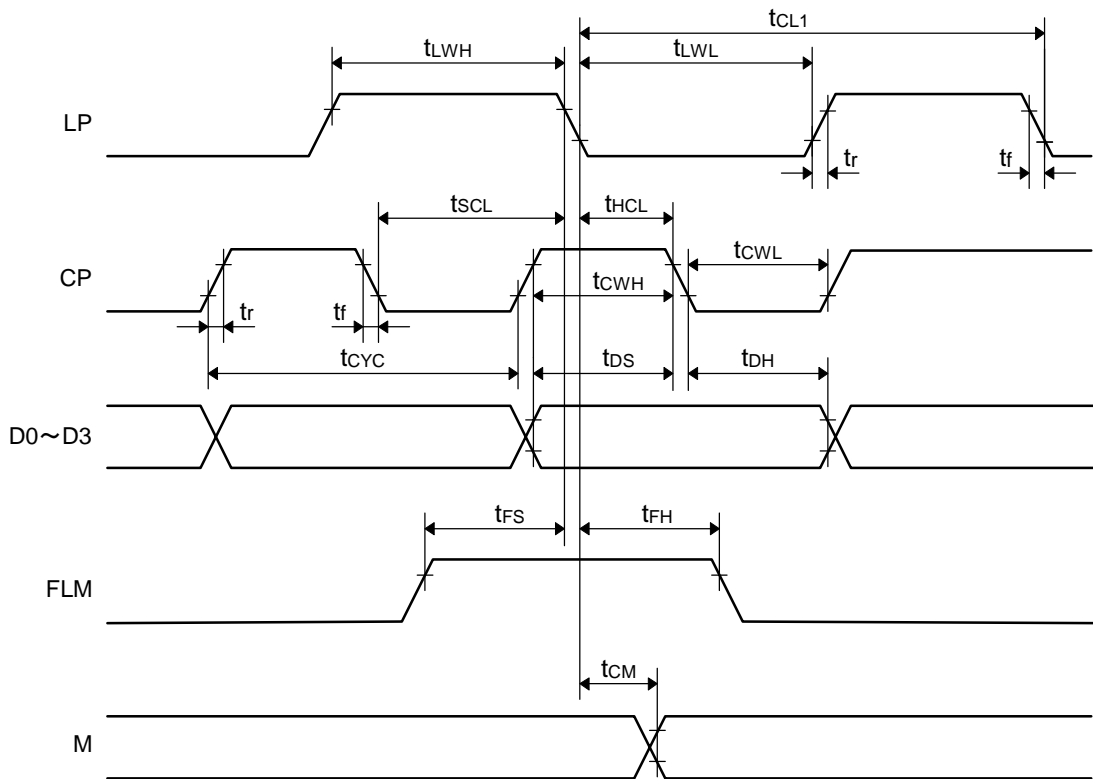 tCL1
tLWH
tLWL
LP
tr
tf
tSCL
tHCL
tCWL
CP
tCWH
tr
tf
tCYC
tDS
tDH
D0～D3
tFS
tFH
FLM
tCM
M